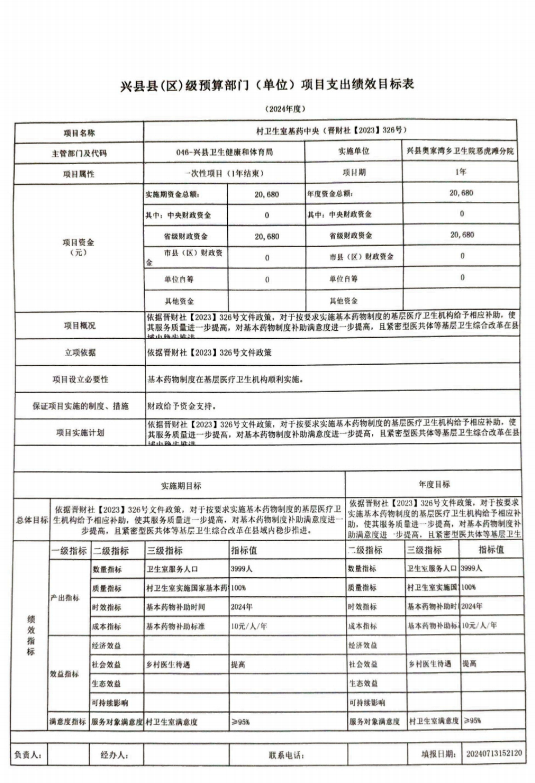 兴县县(区)级预算部门（单位）项目支出绩效目标表
（2024年度）
项目名称 村卫生室基药中央（晋财社【2023】326号）
主管部门及代码 046-兴县卫生健康和体育局 实施单位 兴县奥家湾乡卫生院恶虎滩分院
项目属性 一次性项目（1年结束） 项目期 1年
项目资金（元） 实施期资金总额： 20,680 年度资金总额： 20,680
其中：中央财政资金 0 其中：中央财政资金 0
省级财政资金 20,680 省级财政资金 20,680
市县（区）财政资金 0 市县（区）财政资金 0
单位自筹 0 单位自筹 0
其他资金 其他资金
项目概况 依据晋财社【2023】326号文件政策，对于按要求实施基本药物制度的基层医疗卫生机构给予相应补助，使
其服务质量进一步提高，对基本药物制度补助满意度进一步提高，且紧密型医共体等基层卫生综合改革在县
域内稳步推进
立项依据 依据晋财社【2023】326号文件政策
项目设立必要性 基本药物制度在基层医疗卫生机构顺利实施。
保证项目实施的制度、措施 财政给予资金支持。
项目实施计划 依据晋财社【2023】326号文件政策，对于按要求实施基本药物制度的基层医疗卫生机构给予相应补助，使
其服务质量进一步提高，对基本药物制度补助满意度进一步提高，且紧密型医共体等基层卫生综合改革在县
域内稳步推进
实施期目标 年度目标
总体目标 依据晋财社【2023】326号文件政策，对于按要求实施基本药物制度的基层医疗卫
生机构给予相应补助，使其服务质量进一步提高，对基本药物制度补助满意度进一
步提高，且紧密型医共体等基层卫生综合改革在县域内稳步推进。
依据晋财社【2023】326号文件政策，对于按要求
实施基本药物制度的基层医疗卫生机构给予相应补
助，使其服务质量进一步提高，对基本药物制度补
助满意度进一步提高，且紧密型医共体等基层卫生
绩效指标 一级指标 二级指标 三级指标 指标值 二级指标 三级指标 指标值
产出指标 数量指标 卫生室服务人口 3999人 数量指标 卫生室服务人口 3999人
质量指标 村卫生室实施国家基本药 100% 质量指标 村卫生室实施国 100%
时效指标 基本药物补助时间 2024年 时效指标 基本药物补助时 2024年
成本指标 基本药物补助标准 10元/人/年 成本指标 基本药物补助标 10元/人/年
效益指标 经济效益 经济效益
社会效益 乡村医生待遇 提高 社会效益 乡村医生待遇 提高
生态效益 生态效益
可持续影响 可持续影响
满意度指标 服务对象满意度 村卫生室满意度 ≥95% 服务对象满意度 村卫生室满意度 ≥95%
负责人： 经办人： 联系电话： 填报日期： 20240713152120